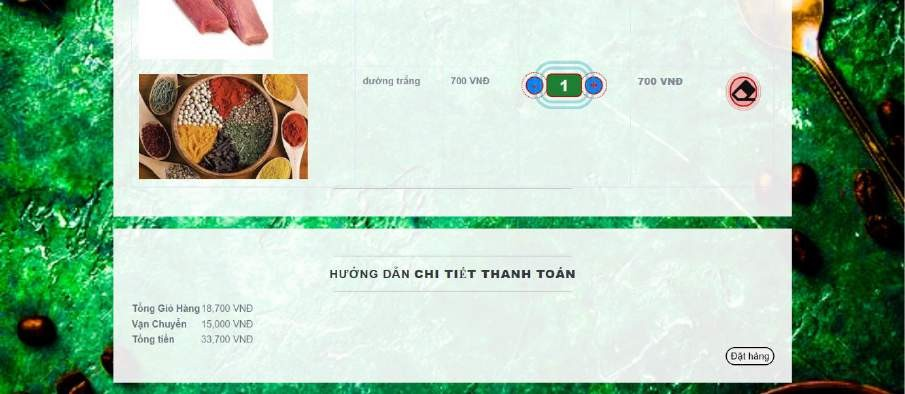 đường trắng 700 VNĐ 1 700 VNĐ
HƯỚNG DẪN CHI TIẾT THANH TOÁN
Tổng Giỏ Hàng 18,700 VNĐ
Vận Chuyển 15,000 VNĐ
Tổng tiền 33,700 VNĐ
Đặt hàng